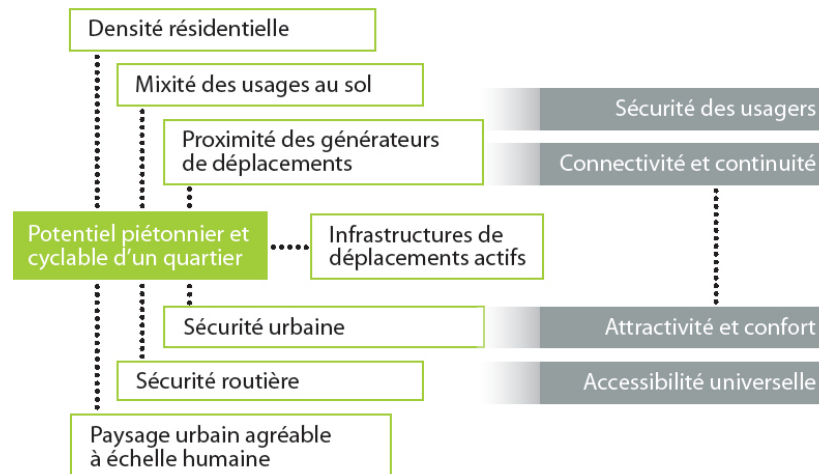 Densité résidentielle
Mixité des usages au sol
Sécurité des usagers
Proximité des générateurs
de déplacements
Connectivité et continuité
Potentiel piétonnier et
cyclable d'un quartier
Infrastructures de
déplacements actifs
Sécurité urbaine
Attractivité et confort
Sécurité routière
Accessibilité universelle
Paysage urbain agréable
à échelle humaine